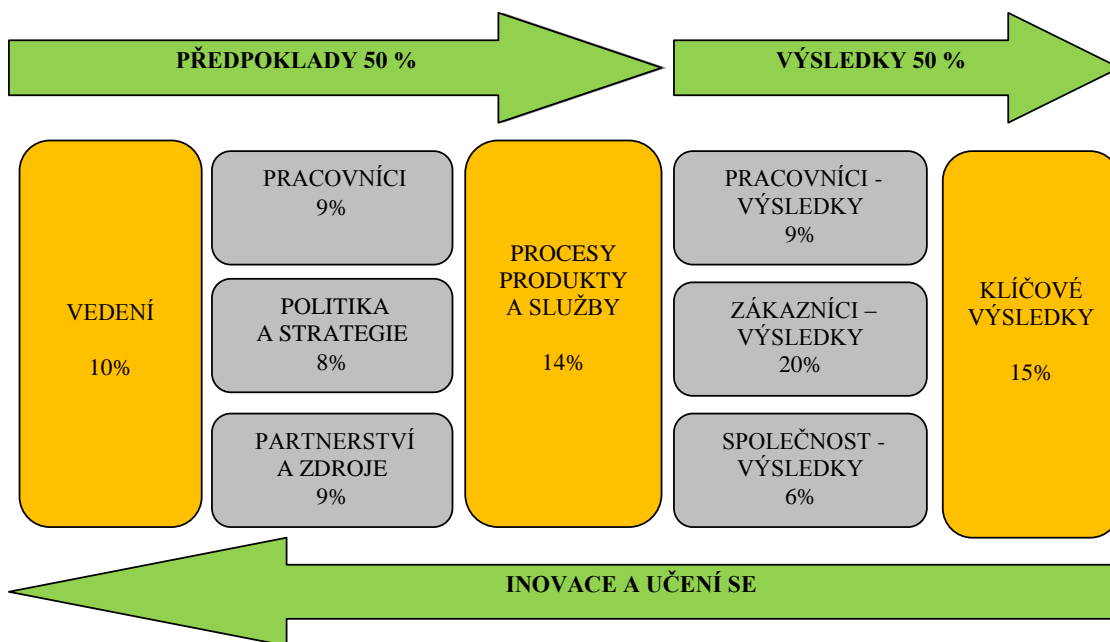 PŘEDPOKLADY 50 %
VÝSLEDKY 50 %
VEDENÍ
10%
PRACOVNÍCI
9%
POLITIKA
A STRATEGIE
8%
PARTNERSTVÍ
A ZDROJE
9%
PROCESY
PRODUKTY
A SLUŽBY
14%
PRACOVNÍCI -
VÝSLEDKY
9%
ZÁKAZNÍCI –
VÝSLEDKY
20%
SPOLEČNOST -
VÝSLEDKY
6%
KLÍČOVÉ
VÝSLEDKY
15%
INOVACE A UČENÍ SE